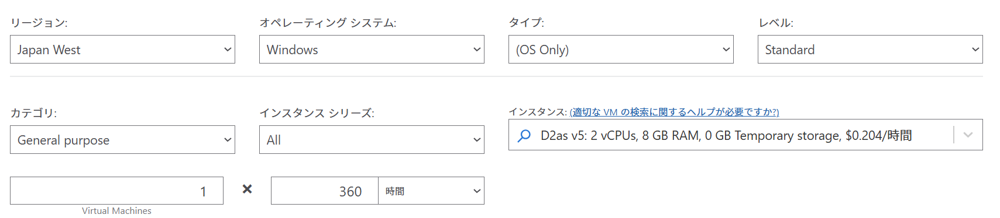 リージョン: オペレーティング システム: タイプ: レベル:
Japan West Windows (OS Only) Standard
カテゴリ: インスタンス シリーズ: インスタンス: (適切な VM の検索に関するヘルプが必要ですか?)
General purpose All D2as v5: 2 vCPUs, 8 GB RAM, 0 GB Temporary storage, $0.204/時間
1 × 360 時間
Virtual Machines